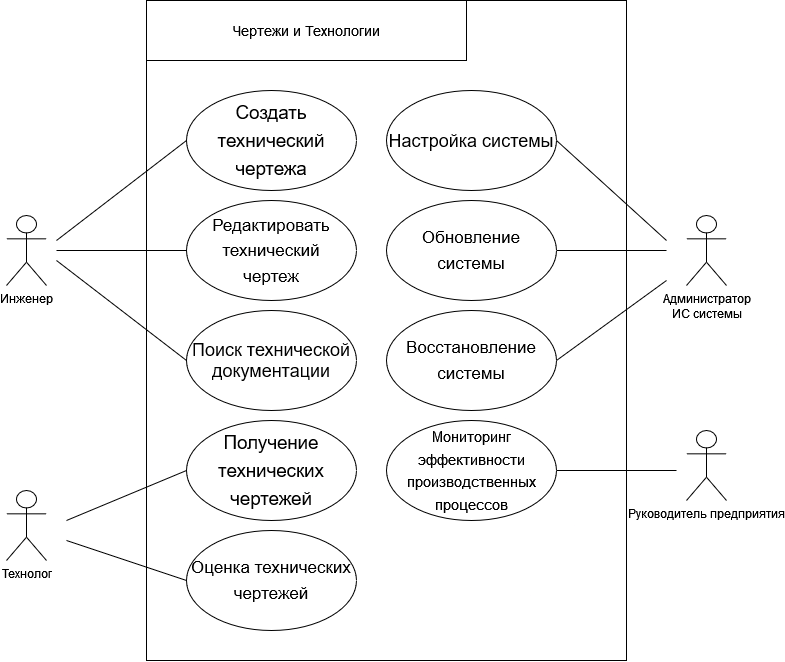 Чертежи и Технологии
Создать
технический
чертежа
Настройка системы
Редактировать
технический
чертеж
Обновление
системы
Инженер
Администратор
ИС системы
Поиск технической
документации
Восстановление
системы
Получение
технических
чертежей
Мониторинг
эффективности
производственных
процессов
Руководитель предприятия
Технолог
Оценка технических
чертежей